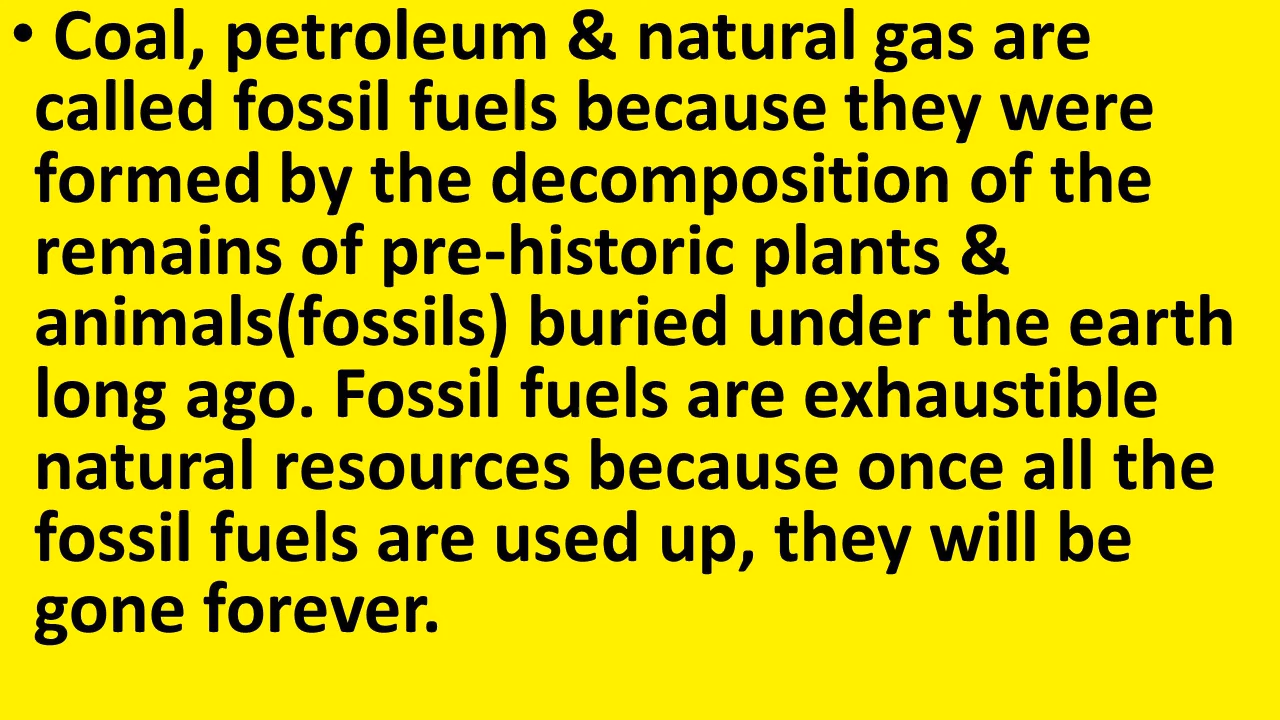 • Coal, petroleum & natural gas are
called fossil fuels because they were
formed by the decomposition of the
remains of pre-historic plants &
animals(fossils) buried under the earth
long ago. Fossil fuels are exhaustible
natural resources because once all the
fossil fuels are used up, they will be
gone forever.